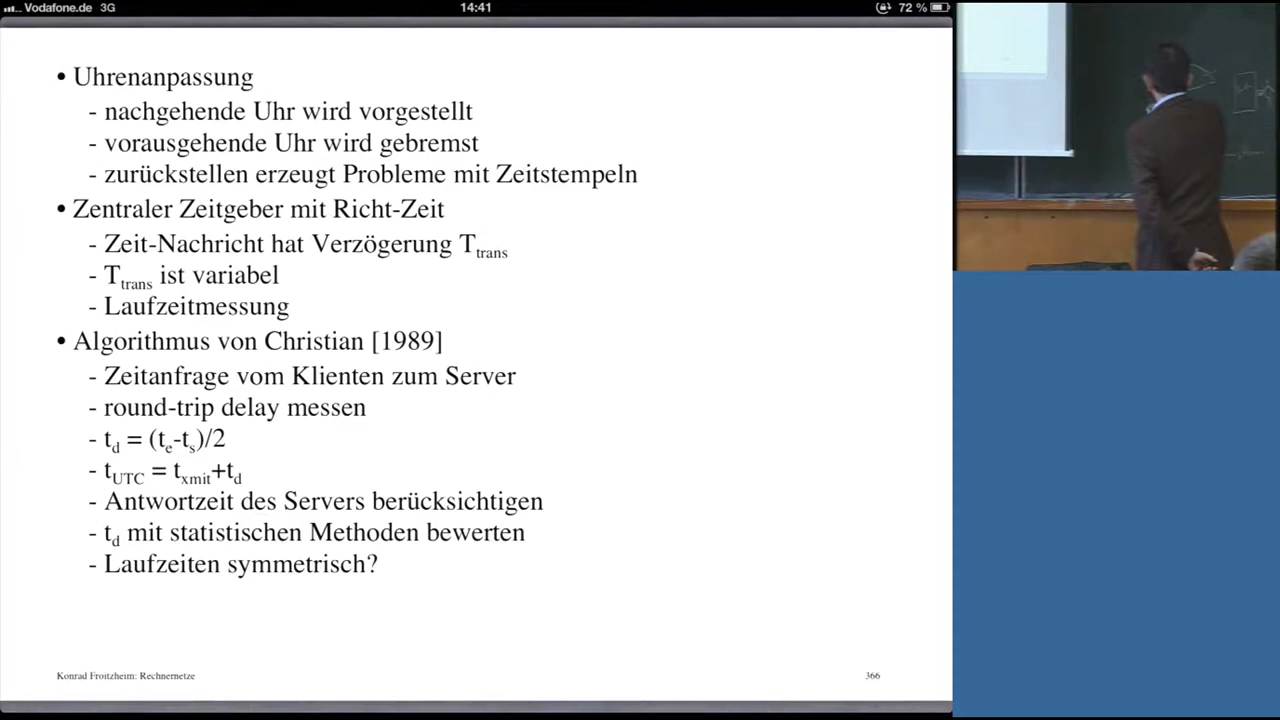 Vodafone.de 3G 14:41 72 %
• Uhrenanpassung
- nachgehende Uhr wird vorgestellt
- vorausgehende Uhr wird gebremst
- zurückstellen erzeugt Probleme mit Zeitstempeln
• Zentraler Zeitgeber mit Richt-Zeit
- Zeit-Nachricht hat Verzögerung Ttrans
- Ttrans ist variabel
- Laufzeitmessung
• Algorithmus von Christian [1989]
- Zeitanfrage vom Klienten zum Server
- round-trip delay messen
- td = (te-ts)/2
- tUTC = txmit+td
- Antwortzeit des Servers berücksichtigen
- td mit statistischen Methoden bewerten
- Laufzeiten symmetrisch?
Konrad Froitzheim: Rechnernetze 366